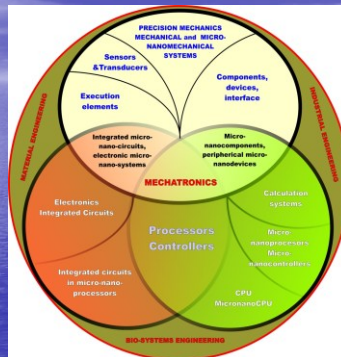 PRECISION MECHANICS
MECHANICAL and MICRO-
NANOMECHANICAL
SYSTEMS
Sensors
&Transducers
Execution
elements
Components,
devices,
interface
MATERIAL ENGINEERING
INDUSTRIAL ENGINEERING
Integrated micro-
nano-circuits,
electronic micro-
nano-systems
Micro-
nanocomponents,
peripherical micro-
nanodevices
MECHATRONICS
Electronics
Integrated Circuits
Calculation
systems
Processors
Controllers
Micro-
nanoprocesors
Micro-
nanocontrollers
Integrated circuits
in micro-nano-
processors
CPU
MicronanoCPU
BIO-SYSTEMS ENGINEERING